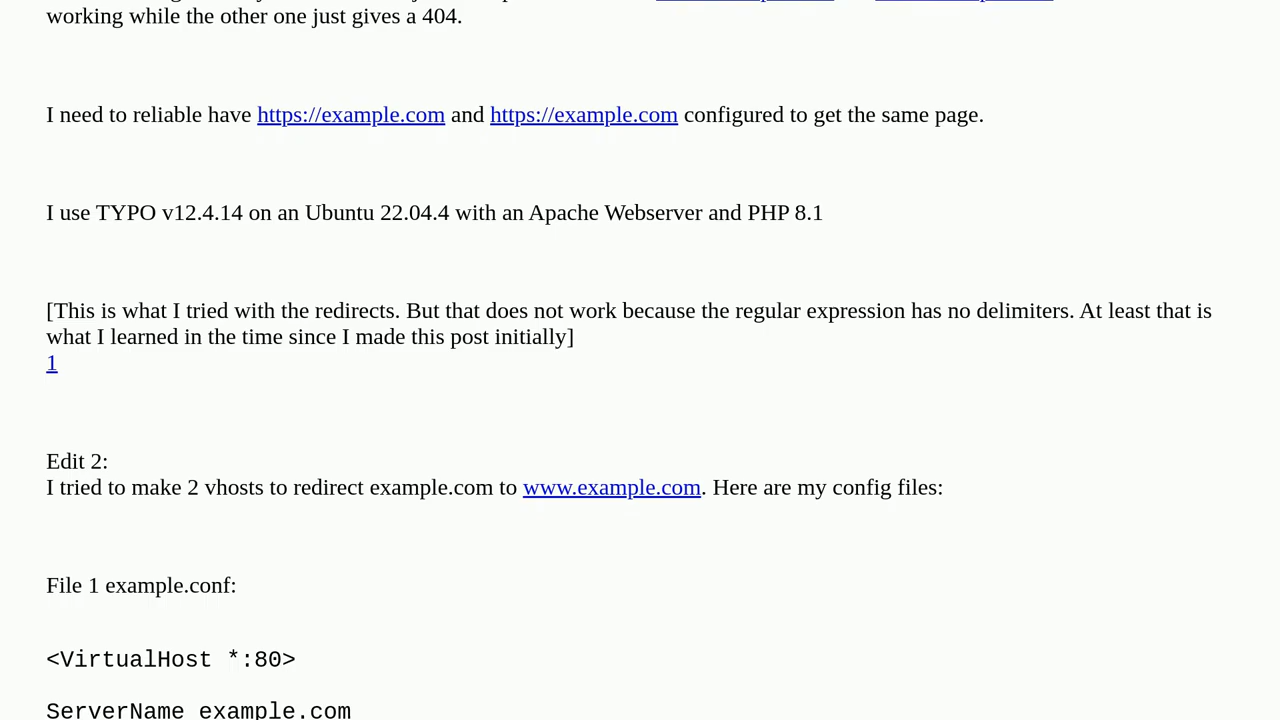 working while the other one just gives a 404.
I need to reliable have https://example.com and https://example.com configured to get the same page.
I use TYPO v12.4.14 on an Ubuntu 22.04.4 with an Apache Webserver and PHP 8.1
[This is what I tried with the redirects. But that does not work because the regular expression has no delimiters. At least that is
what I learned in the time since I made this post initially]
1
Edit 2:
I tried to make 2 vhosts to redirect example.com to www.example.com. Here are my config files:
File 1 example.conf:
<VirtualHost *:80>
ServerName example.com